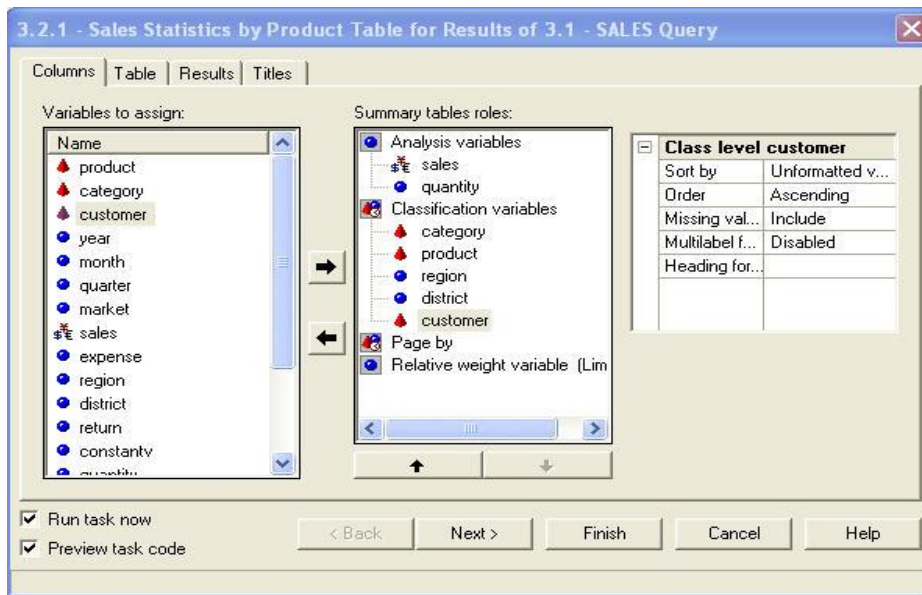 3.2.1 - Sales Statistics by Product Table for Results of 3.1 - SALES Query
Columns Table Results Titles
Variables to assign:
Name
product
category
customer
year
month
quarter
market
sales
expense
region
district
return
constantv
quantity
Summary tables roles:
Analysis variables
sales
quantity
Classification variables
category
product
region
district
customer
Page by
Relative weight variable (Lim
Class level customer
Sort by Unformatted v...
Order Ascending
Missing val... Include
Multilabel f... Disabled
Heading for...
Run task now
Preview task code
< Back Next > Finish Cancel Help